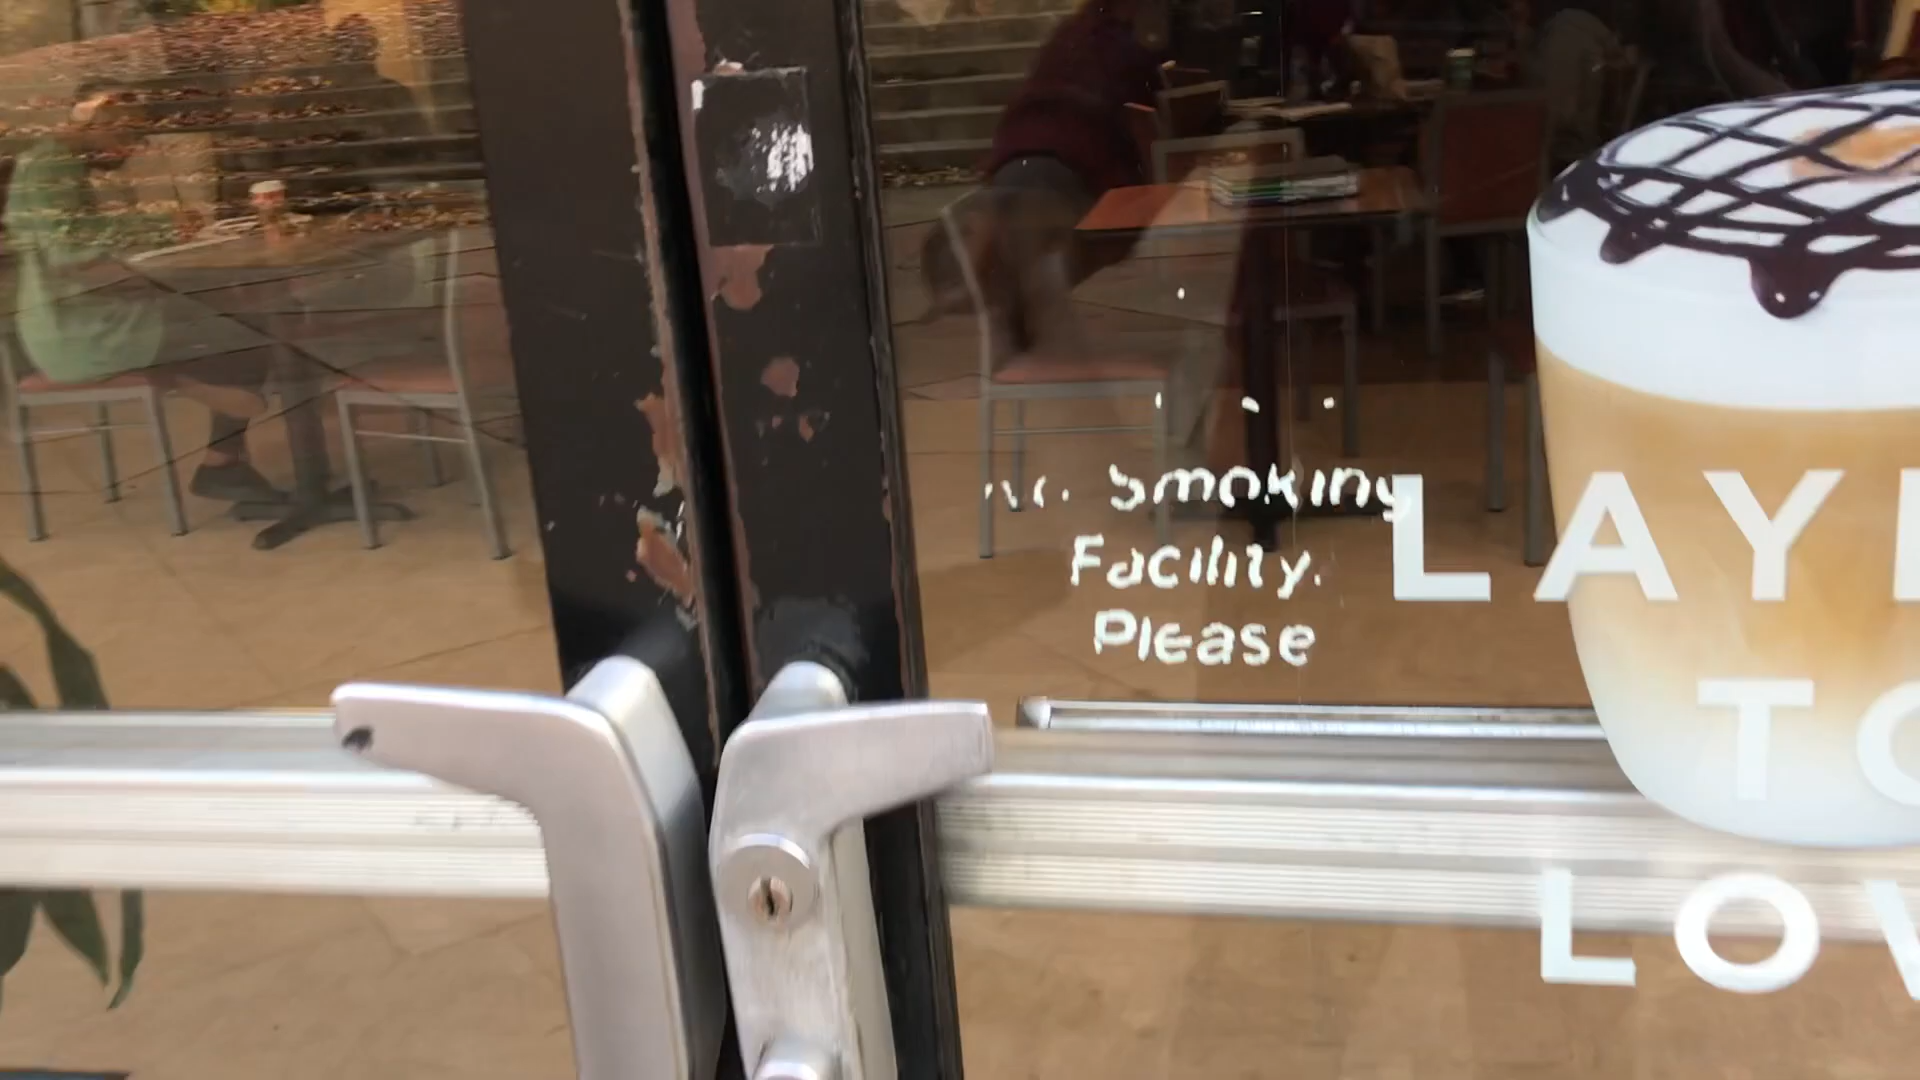 Smoking
Facility.
Please
LAY
TO
LOV